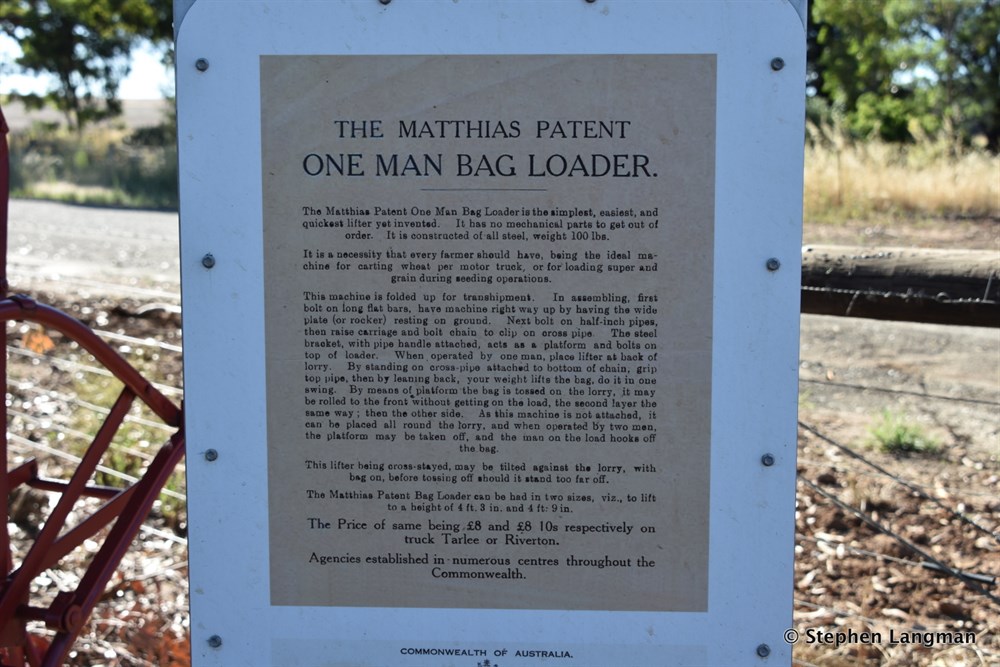 THE MATTHIAS PATENT
ONE MAN BAG LOADER.
The Matthias Patent One Man Bag Loader is the simplest, easiest, and
quickest lifter yet invented. It has no mechanical parts to get out of
order. It is constructed of all steel, weight 100 lbs.
It is a necessity that every farmer should have, being the ideal ma-
chine for carting wheat per motor truck, or for loading super and
grain during seeding operations.
This machine is folded up for transhipment. In assembling, first
bolt on long flat bars, have machine right way up by having the wide
plate (or rocker) resting on ground. Next bolt on half-inch pipes,
then raise carriage and bolt chain to clip on cross pipe. The steel
bracket, with pipe handle attached, acts as a platform and bolts on
top of loader. When operated by one man, place lifter at back of
lorry. By standing on cross-pipe attached to bottom of chain, grip
top pipe, then by leaning back, your weight lifts the bag, do it in one
swing. By means of platform the bag is tossed on the lorry, it may
be rolled to the front without getting on the load, the second layer the
same way; then the other side. As this machine is not attached, it
can be placed all round the lorry, and when operated by two men,
the platform may be taken off, and the man on the load hooks off
the bag.
This lifter being cross-stayed, may be tilted against the lorry, with
bag on, before tossing off should it stand too far off.
The Matthias Patent Bag Loader can be had in two sizes, viz., to lift
to a height of 4 ft. 3 in. and 4 ft. 9 in.
The Price of same being £8 and £8 10s respectively on
truck Tarlee or Riverton.
Agencies established in numerous centres throughout the
Commonwealth.
COMMONWEALTH OF AUSTRALIA.
© Stephen Langman